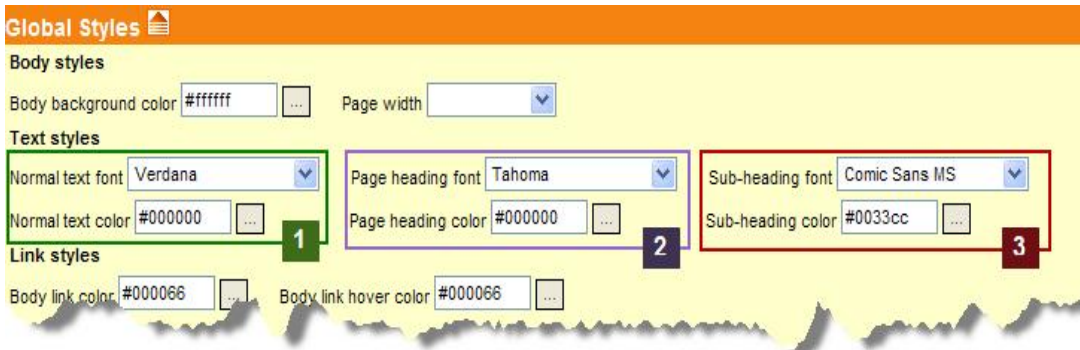 Global Styles
Body styles
Body background color #ffffff ... Page width
Text styles
Normal text font Verdana Page heading font Tahoma Sub-heading font Comic Sans MS
Normal text color #000000 ... Page heading color #000000 ... Sub-heading color #0033cc ...
1 2 3
Link styles
Body link color #000066 ... Body link hover color #000066 ...